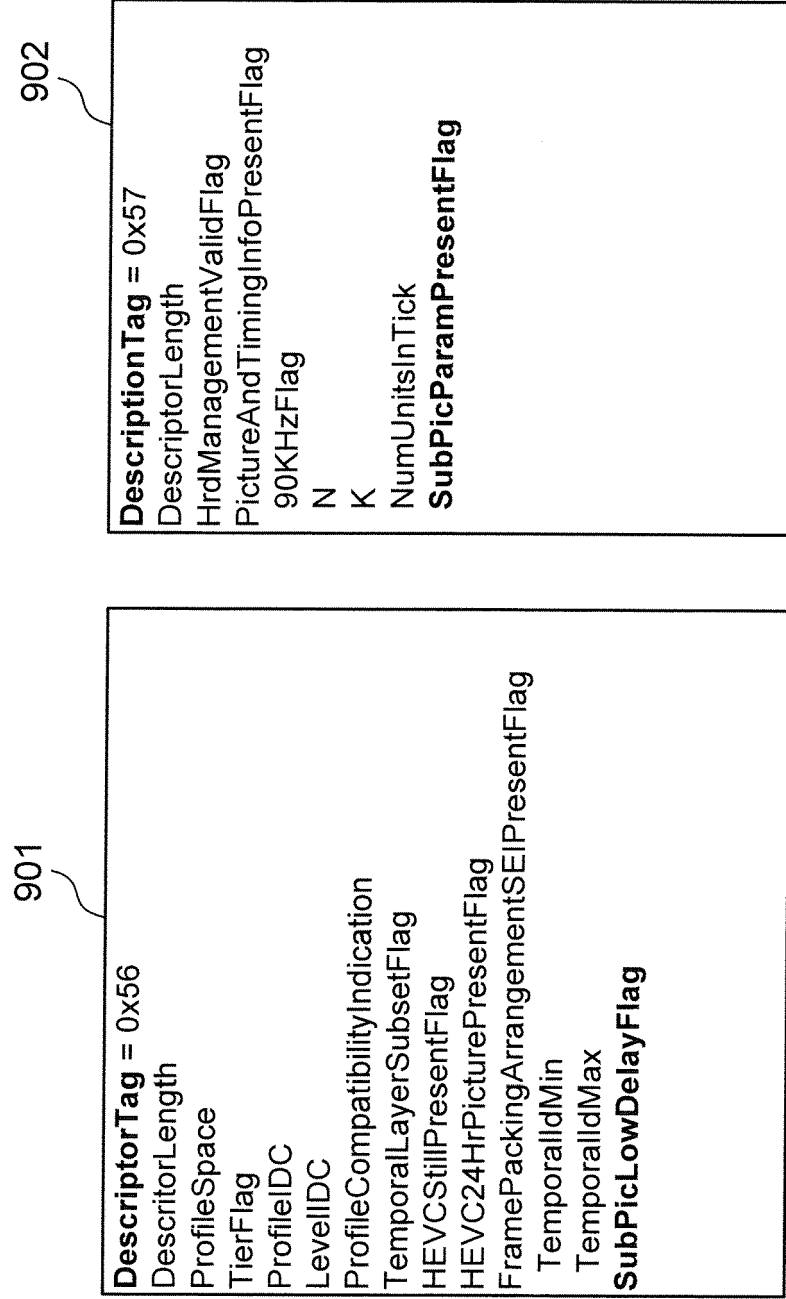 901
DescriptorTag = 0x56
DescritorLength
ProfileSpace
TierFlag
ProfileIDC
LevelIDC
ProfileCompatibilityIndication
TemporalLayerSubsetFlag
HEVCStillPresentFlag
HEVC24HrPicturePresentFlag
FramePackingArrangementSEIPresentFlag
TemporalIdMin
TemporalIdMax
SubPicLowDelayFlag
902
DescriptionTag = 0x57
DescriptorLength
HrdManagementValidFlag
PictureAndTimingInfoPresentFlag
90KHzFlag
N
K
NumUnitsInTick
SubPicParamPresentFlag